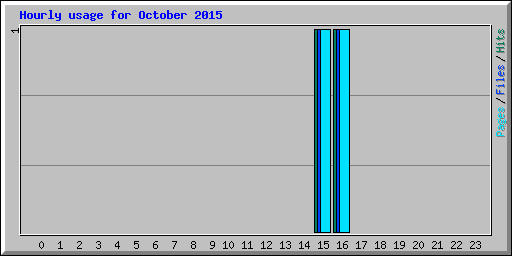 Hourly usage for October 2015
1
Pages/Files/Hits
0 1 2 3 4 5 6 7 8 9 10 11 12 13 14 15 16 17 18 19 20 21 22 23